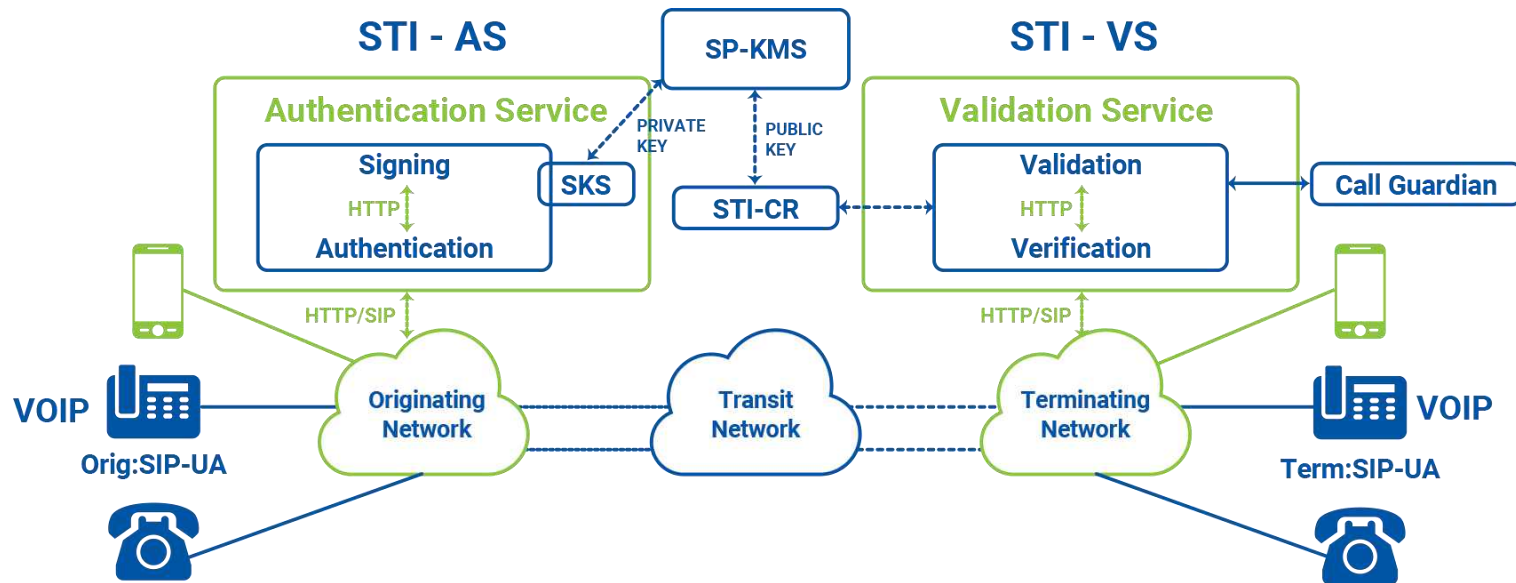 STI - AS
SP-KMS
STI - VS
Authentication Service
PRIVATE
KEY
PUBLIC
KEY
Validation Service
Signing
SKS
HTTP
Authentication
STI-CR
Validation
HTTP
Verification
Call Guardian
HTTP/SIP
HTTP/SIP
VOIP
Orig:SIP-UA
Originating
Network
Transit
Network
Terminating
Network
VOIP
Term:SIP-UA